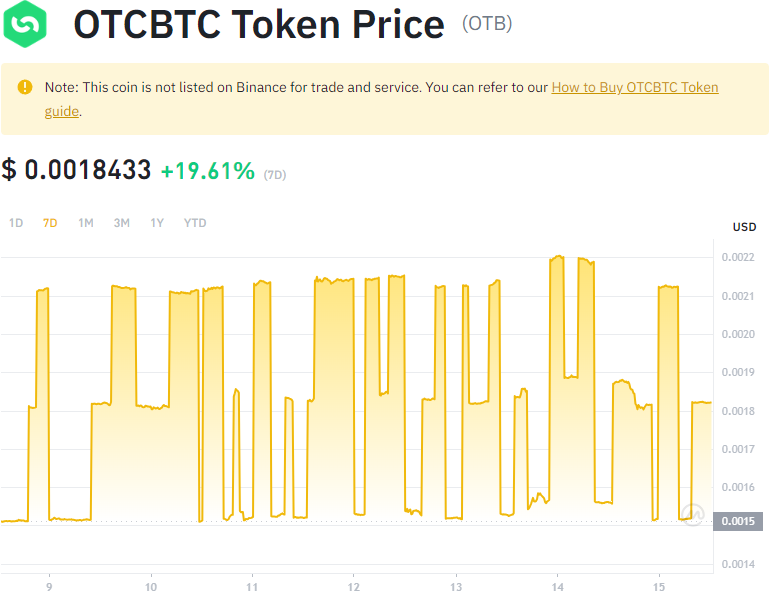 OTCBTC Token Price (OTB)
Note: This coin is not listed on Binance for trade and service. You can refer to our How to Buy OTCBTC Token
guide.
$ 0.0018433 +19.61% (7D)
1D 7D 1M 3M 1Y YTD
USD
0.0022
0.0021
0.0020
0.0019
0.0018
0.0017
0.0016
0.0015
0.0014
9 10 11 12 13 14 15